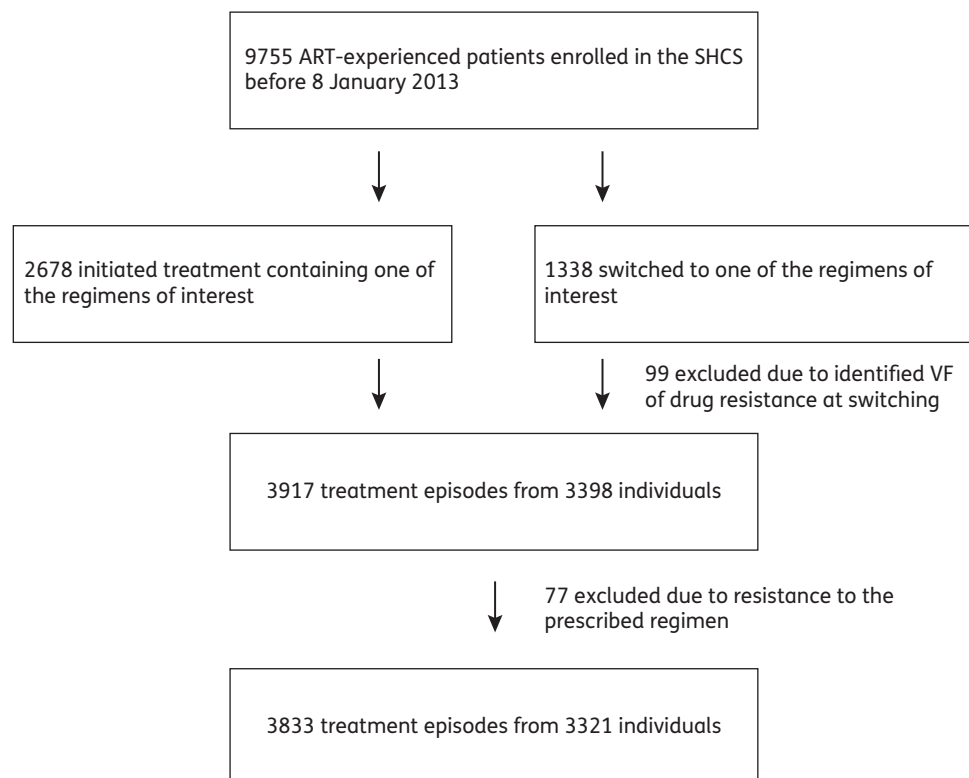 9755 ART-experienced patients enrolled in the SHCS
before 8 January 2013
2678 initiated treatment containing one of
the regimens of interest
1338 switched to one of the regimens of
interest
99 excluded due to identified VF
of drug resistance at switching
3917 treatment episodes from 3398 individuals
77 excluded due to resistance to the
prescribed regimen
3833 treatment episodes from 3321 individuals